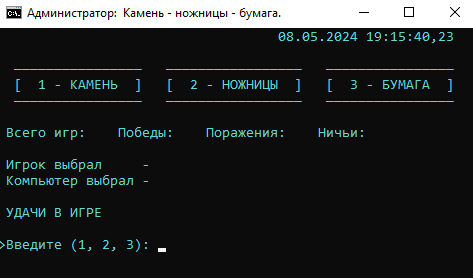 Администратор: Камень - ножницы - бумага.
08.05.2024 19:15:40,23
[ 1 - КАМЕНЬ ] [ 2 - НОЖНИЦЫ ] [ 3 - БУМАГА ]
Всего игр: Победы: Поражения: Ничьи:
Игрок выбрал -
Компьютер выбрал -
УДАЧИ В ИГРЕ
>Введите (1, 2, 3): _